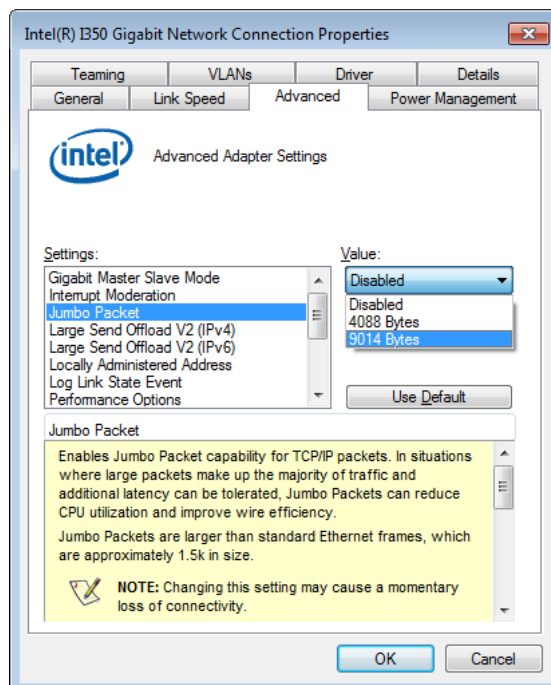 Intel(R) I350 Gigabit Network Connection Properties
Teaming VLANs Driver Details
General Link Speed Advanced Power Management
intel Advanced Adapter Settings
Settings: Value:
Gigabit Master Slave Mode Disabled
Interrupt Moderation Disabled
Jumbo Packet 4088 Bytes
Large Send Offload V2 (IPv4) 9014 Bytes
Large Send Offload V2 (IPv6)
Locally Administered Address
Log Link State Event
Performance Options Use Default
Jumbo Packet
Enables Jumbo Packet capability for TCP/IP packets. In situations
where large packets make up the majority of traffic and
additional latency can be tolerated, Jumbo Packets can reduce
CPU utilization and improve wire efficiency.
Jumbo Packets are larger than standard Ethernet frames, which
are approximately 1.5k in size.
NOTE: Changing this setting may cause a momentary
loss of connectivity.
OK Cancel